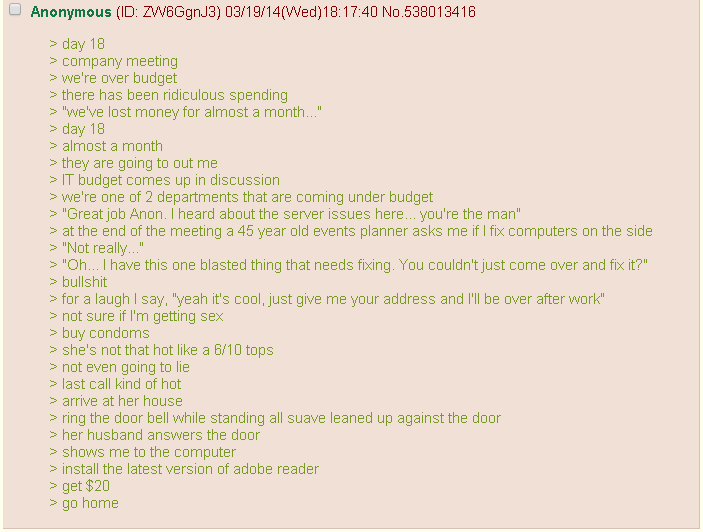 Anonymous (ID: ZW6GgnJ3) 03/19/14(Wed)18:17:40 No.538013416
> day 18
> company meeting
> we're over budget
> there has been ridiculous spending
> "we've lost money for almost a month..."
> day 18
> almost a month
> they are going to out me
> IT budget comes up in discussion
> we're one of 2 departments that are coming under budget
> "Great job Anon. I heard about the server issues here... you're the man"
> at the end of the meeting a 45 year old events planner asks me if I fix computers on the side
> "Not really..."
> "Oh... I have this one blasted thing that needs fixing. You couldn't just come over and fix it?"
> bullshit
> for a laugh I say, "yeah it's cool, just give me your address and I'll be over after work"
> not sure if I'm getting sex
> buy condoms
> she's not that hot like a 6/10 tops
> not even going to lie
> last call kind of hot
> arrive at her house
> ring the door bell while standing all suave leaned up against the door
> her husband answers the door
> shows me to the computer
> install the latest version of adobe reader
> get $20
> go home